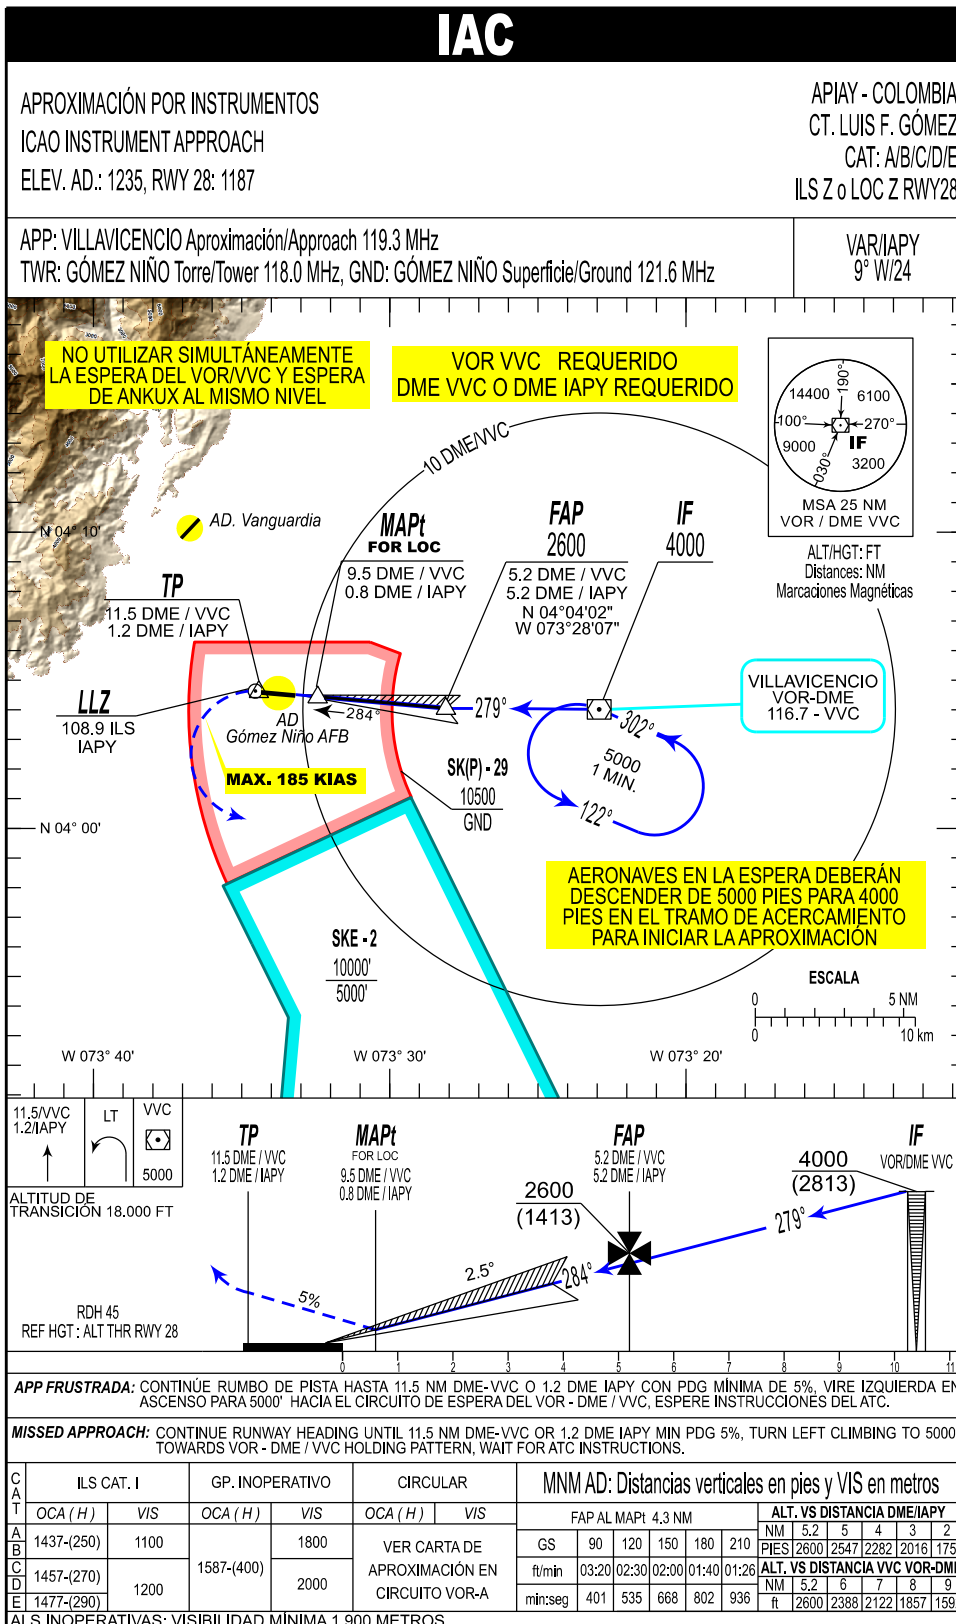 IAC
APROXIMACIÓN POR INSTRUMENTOS
ICAO INSTRUMENT APPROACH
ELEV. AD.: 1235, RWY 28: 1187
APIAY - COLOMBIA
CT. LUIS F. GÓMEZ
CAT: A/B/C/D/E
ILS Z o LOC Z RWY28
APP: VILLAVICENCIO Aproximación/Approach 119.3 MHz
TWR: GÓMEZ NIÑO Torre/Tower 118.0 MHz, GND: GÓMEZ NIÑO Superficie/Ground 121.6 MHz
VAR/IAPY
9° W/24
NO UTILIZAR SIMULTÁNEAMENTE
LA ESPERA DEL VOR/VVC Y ESPERA
DE ANKUX AL MISMO NIVEL
VOR VVC REQUERIDO
DME VVC O DME IAPY REQUERIDO
14400
190°
6100
100°
270°
9000
IF
030°
3200
MSA 25 NM
VOR / DME VVC
ALT/HGT: FT
Distances: NM
Marcaciones Magnéticas
10 DME/VVC
N 04° 10'
AD. Vanguardia
MAPt
FOR LOC
9.5 DME / VVC
0.8 DME / IAPY
FAP
2600
5.2 DME / VVC
5.2 DME / IAPY
N 04°04'02"
W 073°28'07"
IF
4000
TP
11.5 DME / VVC
1.2 DME / IAPY
LLZ
108.9 ILS
IAPY
AD
Gómez Niño AFB
284°
279°
302°
5000
1 MIN.
122°
VILLAVICENCIO
VOR-DME
116.7 - VVC
MAX. 185 KIAS
SK(P) - 29
10500
GND
N 04° 00'
AERONAVES EN LA ESPERA DEBERÁN
DESCENDER DE 5000 PIES PARA 4000
PIES EN EL TRAMO DE ACERCAMIENTO
PARA INICIAR LA APROXIMACIÓN
SKE - 2
10000'
5000'
ESCALA
0 5 NM
0 10 km
W 073° 40' W 073° 30' W 073° 20'
11.5/VVC
1.2/IAPY
LT
VVC
5000
ALTITUD DE
TRANSICIÓN 18.000 FT
TP
11.5 DME / VVC
1.2 DME / IAPY
MAPt
FOR LOC
9.5 DME / VVC
0.8 DME / IAPY
FAP
5.2 DME / VVC
5.2 DME / IAPY
IF
VOR/DME VVC
2600
(1413)
4000
(2813)
279°
284°
2.5°
5%
RDH 45
REF HGT : ALT THR RWY 28
0 1 2 3 4 5 6 7 8 9 10 11
APP FRUSTRADA: CONTINÚE RUMBO DE PISTA HASTA 11.5 NM DME-VVC O 1.2 DME IAPY CON PDG MÍNIMA DE 5%, VIRE IZQUIERDA EN
ASCENSO PARA 5000' HACIA EL CIRCUITO DE ESPERA DEL VOR - DME / VVC, ESPERE INSTRUCCIONES DEL ATC.
MISSED APPROACH: CONTINUE RUNWAY HEADING UNTIL 11.5 NM DME-VVC OR 1.2 DME IAPY MIN PDG 5%, TURN LEFT CLIMBING TO 5000
TOWARDS VOR - DME / VVC HOLDING PATTERN, WAIT FOR ATC INSTRUCTIONS.
CAT ILS CAT. I GP. INOPERATIVO CIRCULAR
OCA ( H ) VIS OCA ( H ) VIS OCA ( H ) VIS
A
B
1437-(250) 1100
C
D
1457-(270)
E 1477-(290)
1200
1587-(400)
1800
2000
VER CARTA DE
APROXIMACIÓN EN
CIRCUITO VOR-A
MNM AD: Distancias verticales en pies y VIS en metros
FAP AL MAPt 4.3 NM
GS 90 120 150 180 210
ft/min 03:20 02:30 02:00 01:40 01:26
min:seg 401 535 668 802 936
ALT. VS DISTANCIA DME/IAPY
NM 5.2 5 4 3 2
PIES 2600 2547 2282 2016 175
ALT. VS DISTANCIA VVC VOR-DME
NM 5.2 6 7 8 9
ft 2600 2388 2122 1857 159
ALS INOPERATIVAS: VISIBILIDAD MÍNIMA 1.900 METROS